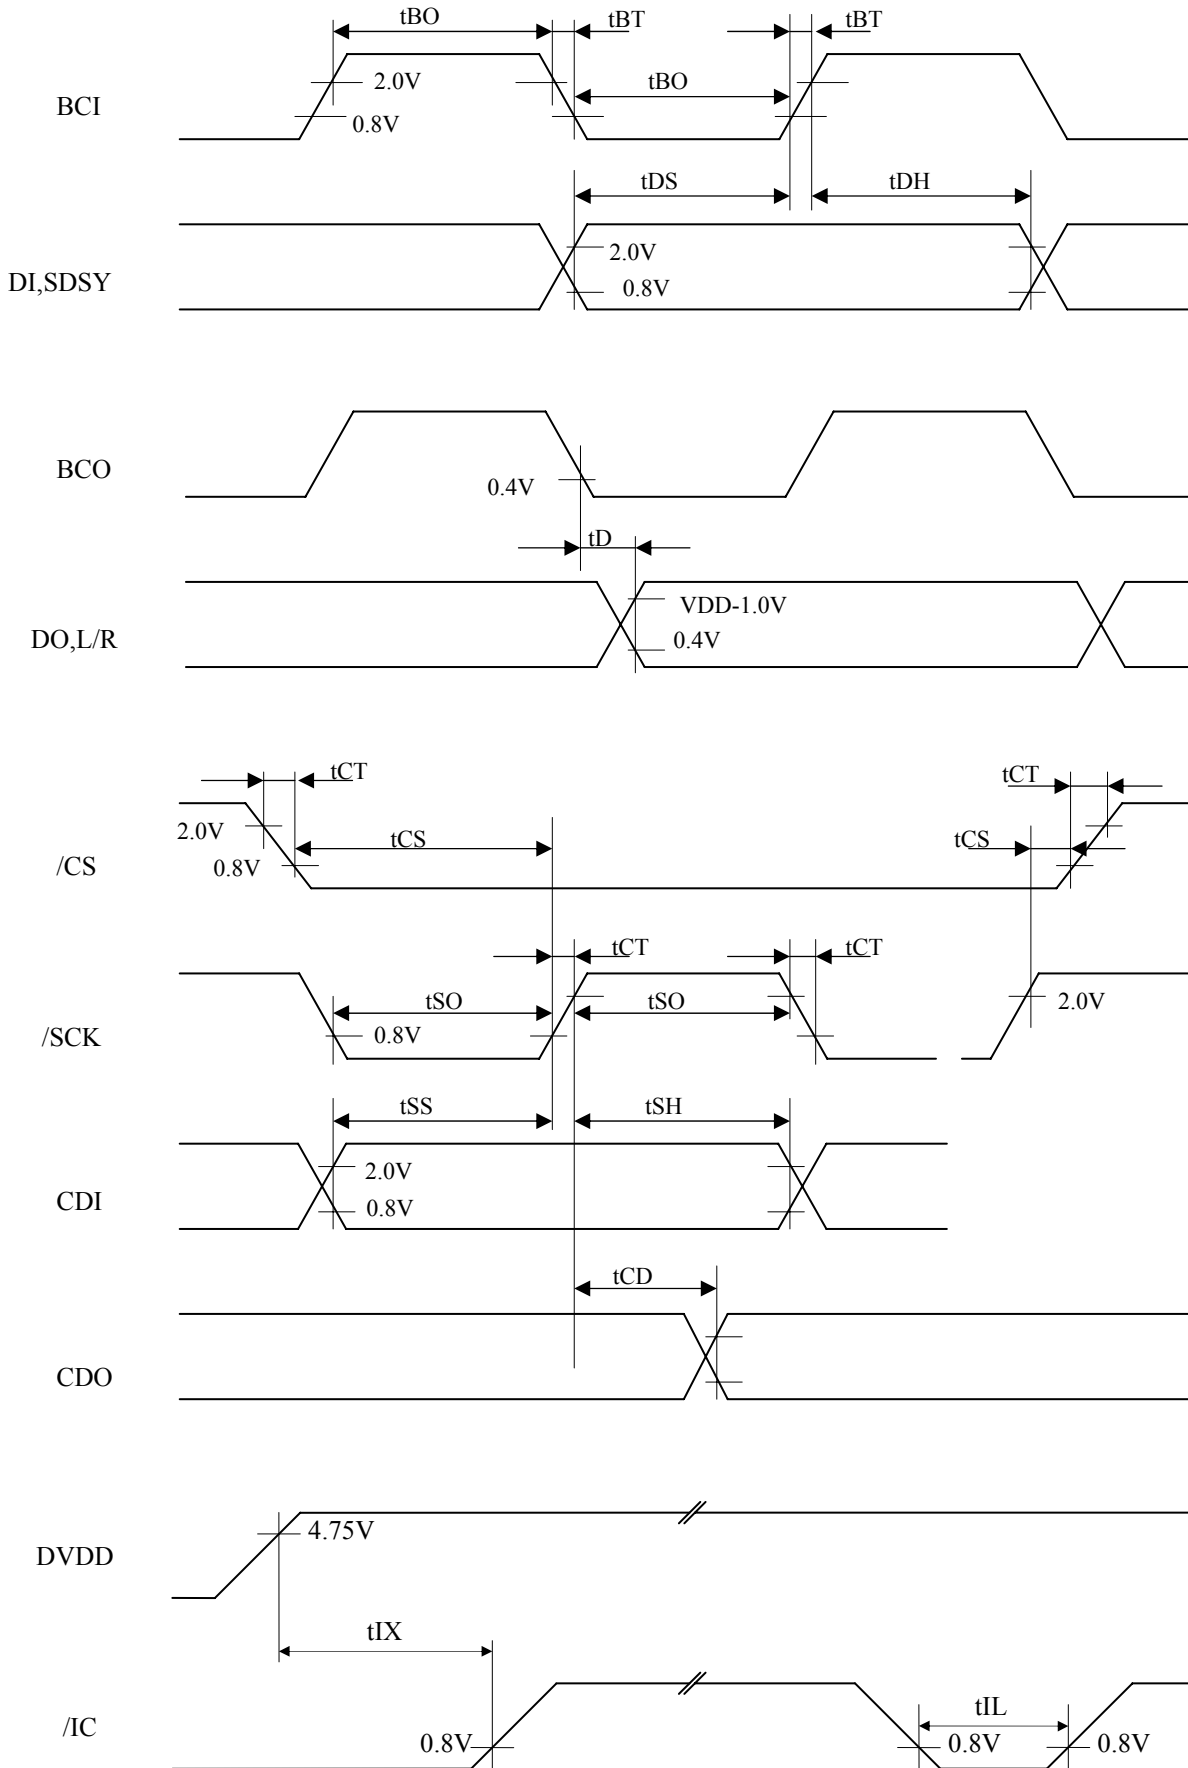 tBO
tBT
tBT
2.0V
tBO
BCI
0.8V
tDS
tDH
2.0V
DI,SDSY
0.8V
BCO
0.4V
tD
VDD-1.0V
DO,L/R
0.4V
tCT
tCT
2.0V
tCS
tCS
/CS
0.8V
tCT
tCT
tSO
tSO
2.0V
/SCK
0.8V
tSS
tSH
2.0V
CDI
0.8V
tCD
CDO
4.75V
DVDD
tIX
tIL
/IC
0.8V
0.8V
0.8V